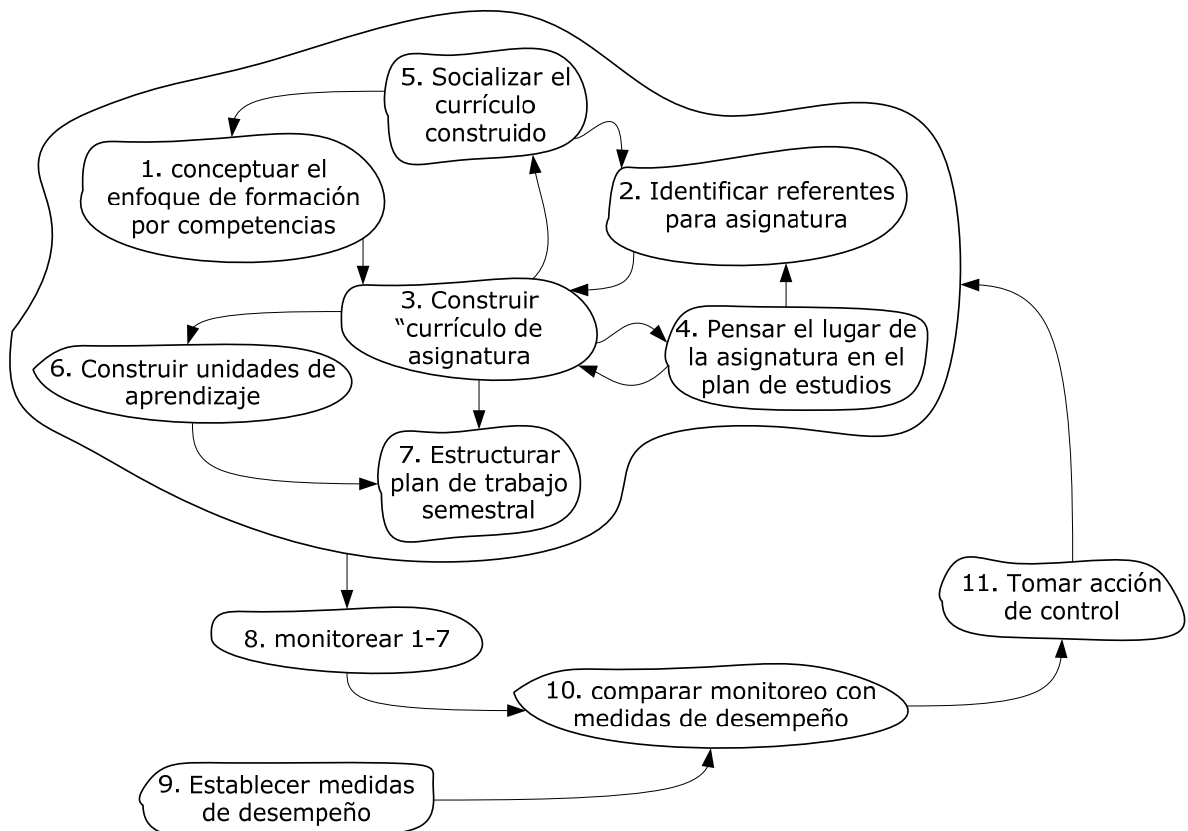 5. Socializar el
currículo
construido
1. conceptuar el
enfoque de formación
por competencias
2. Identificar referentes
para asignatura
3. Construir
“currículo de
asignatura
4. Pensar el lugar de
la asignatura en el
plan de estudios
6. Construir unidades de
aprendizaje
7. Estructurar
plan de trabajo
semestral
8. monitorear 1-7
11. Tomar acción
de control
10. comparar monitoreo con
medidas de desempeño
9. Establecer medidas
de desempeño